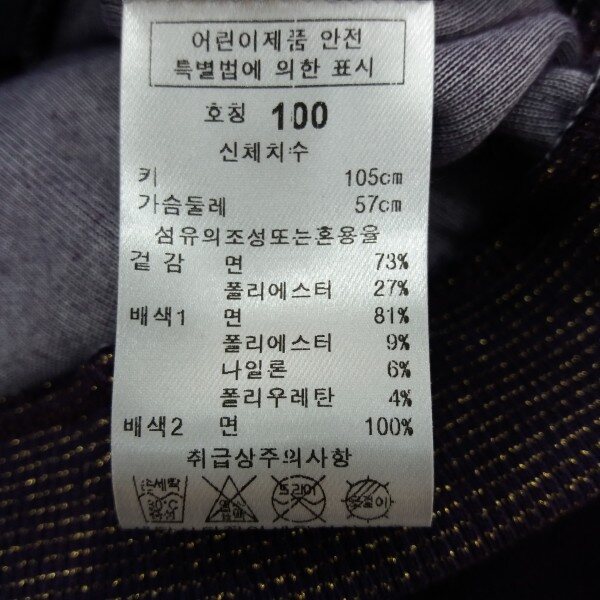 어린이제품 안전
특별법에 의한 표시
호칭 100
신체치수
키 105cm
가슴둘레 57cm
섬유의조성또는혼용율
겉감 면 73%
폴리에스터 27%
배색1 면 81%
폴리에스터 9%
나일론 6%
폴리우레탄 4%
배색2 면 100%
취급상주의사항
드라이